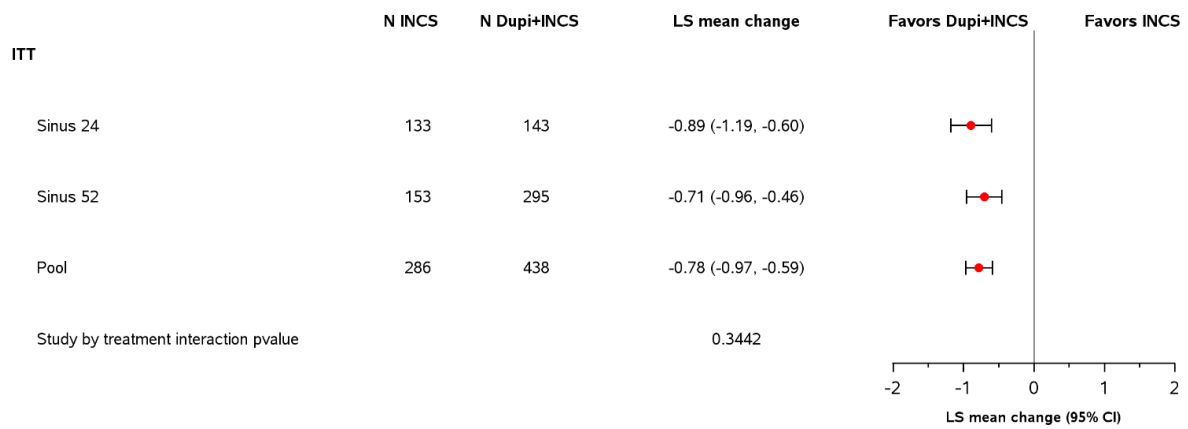 N INCS N Dupi+INCS LS mean change Favors Dupi+INCS Favors INCS
ITT
Sinus 24 133 143 -0.89 (-1.19, -0.60)
Sinus 52 153 295 -0.71 (-0.96, -0.46)
Pool 286 438 -0.78 (-0.97, -0.59)
Study by treatment interaction pvalue 0.3442
-2 -1 0 1 2
LS mean change (95% CI)